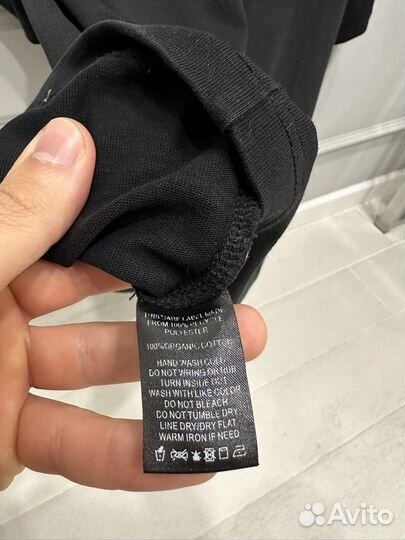 THIS CARE LABEL MADE
FROM 100% RECYCLE
POLYESTER
100%ORGANIC COTTON
HAND WASH COLD
DO NOT WRING OR RUB
TURN INSIDE OUT
WASH WITH LIKE COLOR
DO NOT BLEACH
DO NOT TUMBLE DRY
LINE DRY/DRY FLAT
WARM IRON IF NEED
Avito